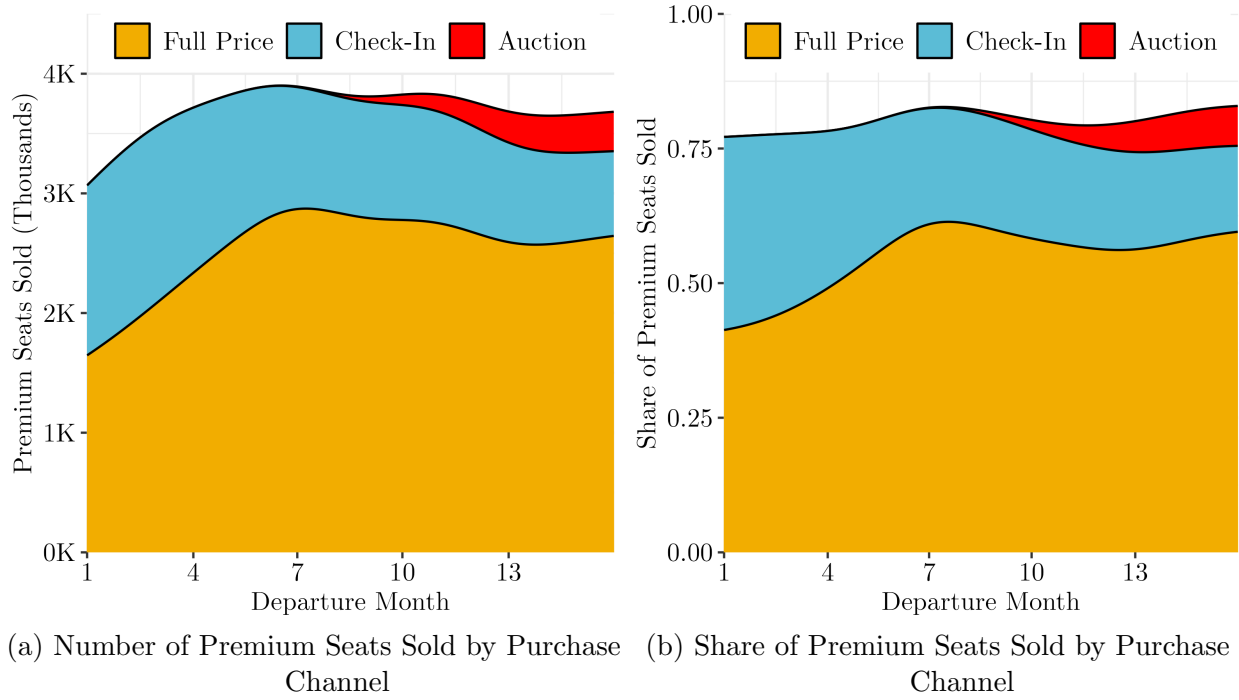 Full Price Check-In Auction
Premium Seats Sold (Thousands)
4K
3K
2K
1K
0K
1 4 7 10 13
Departure Month
(a) Number of Premium Seats Sold by Purchase
Channel
Full Price Check-In Auction
Share of Premium Seats Sold
1.00
0.75
0.50
0.25
0.00
1 4 7 10 13
Departure Month
(b) Share of Premium Seats Sold by Purchase
Channel